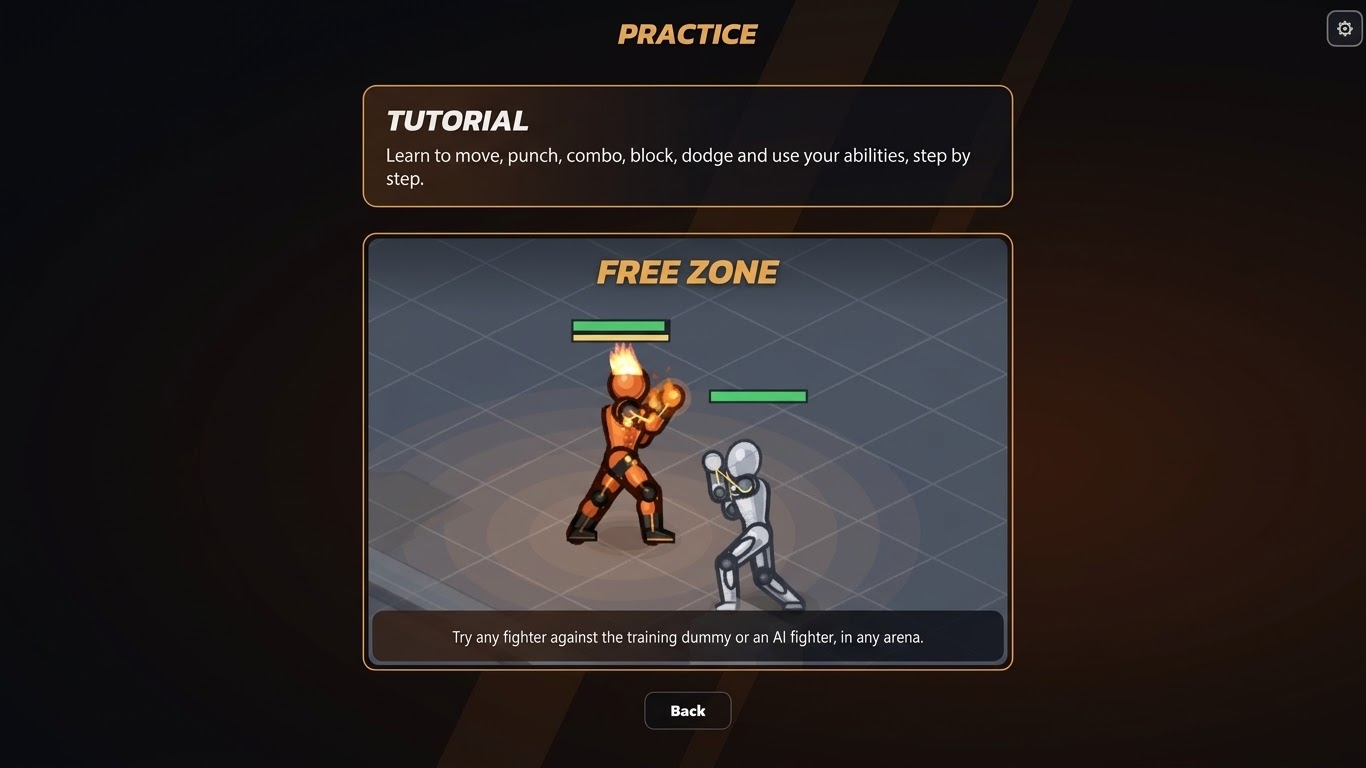 PRACTICE
TUTORIAL
Learn to move, punch, combo, block, dodge and use your abilities, step by
step.
FREE ZONE
Try any fighter against the training dummy or an AI fighter, in any arena.
Back